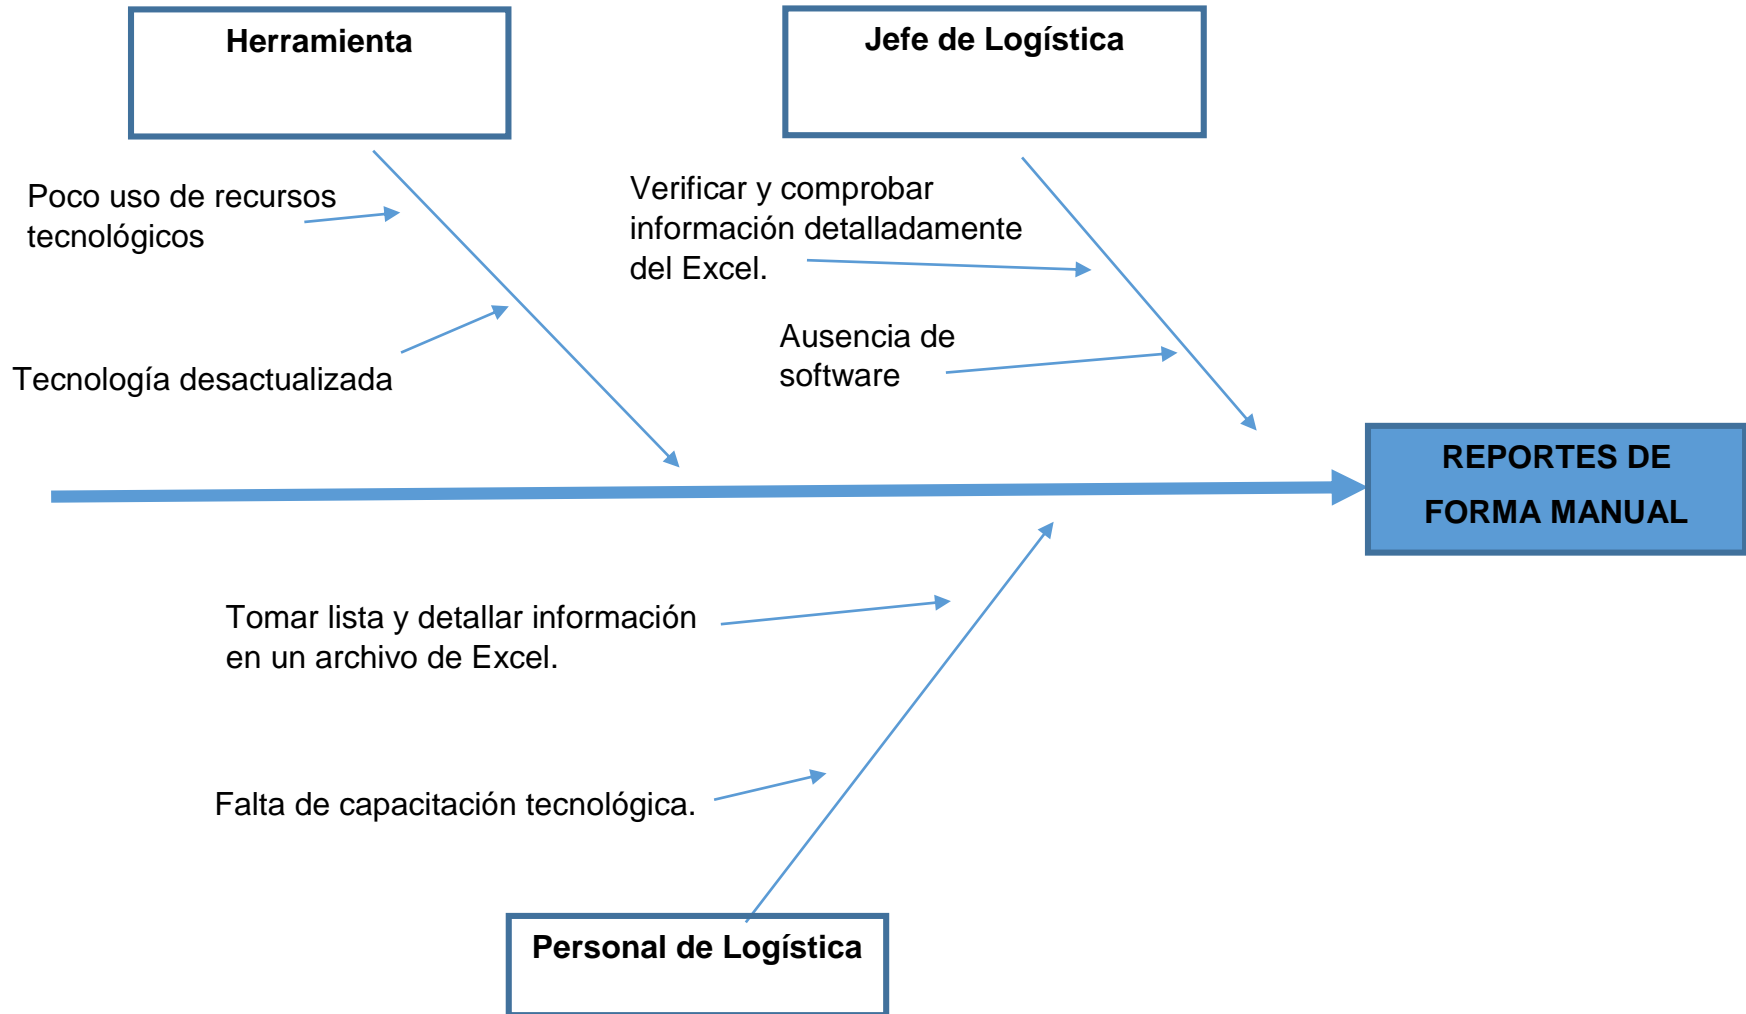 Herramienta
Jefe de Logística
Poco uso de recursos
tecnológicos
Verificar y comprobar
información detalladamente
del Excel.
Tecnología desactualizada
Ausencia de
software
REPORTES DE
FORMA MANUAL
Tomar lista y detallar información
en un archivo de Excel.
Falta de capacitación tecnológica.
Personal de Logística